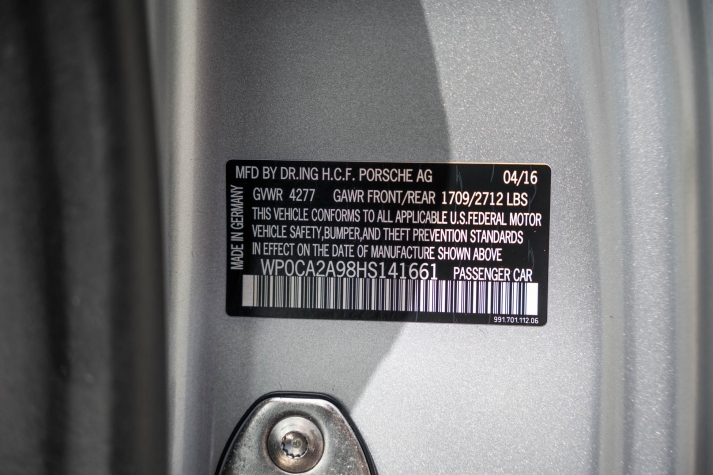 MFD BY DR.ING H.C.F. PORSCHE AG 04/16
GVWR 4277 GAWR FRONT/REAR 1709/2712 LBS
THIS VEHICLE CONFORMS TO ALL APPLICABLE U.S.FEDERAL MOTOR
VEHICLE SAFETY,BUMPER,AND THEFT PREVENTION STANDARDS
IN EFFECT ON THE DATE OF MANUFACTURE SHOWN ABOVE
WP0CA2A98HS141661 PASSENGER CAR
MADE IN GERMANY
991.701.112.06